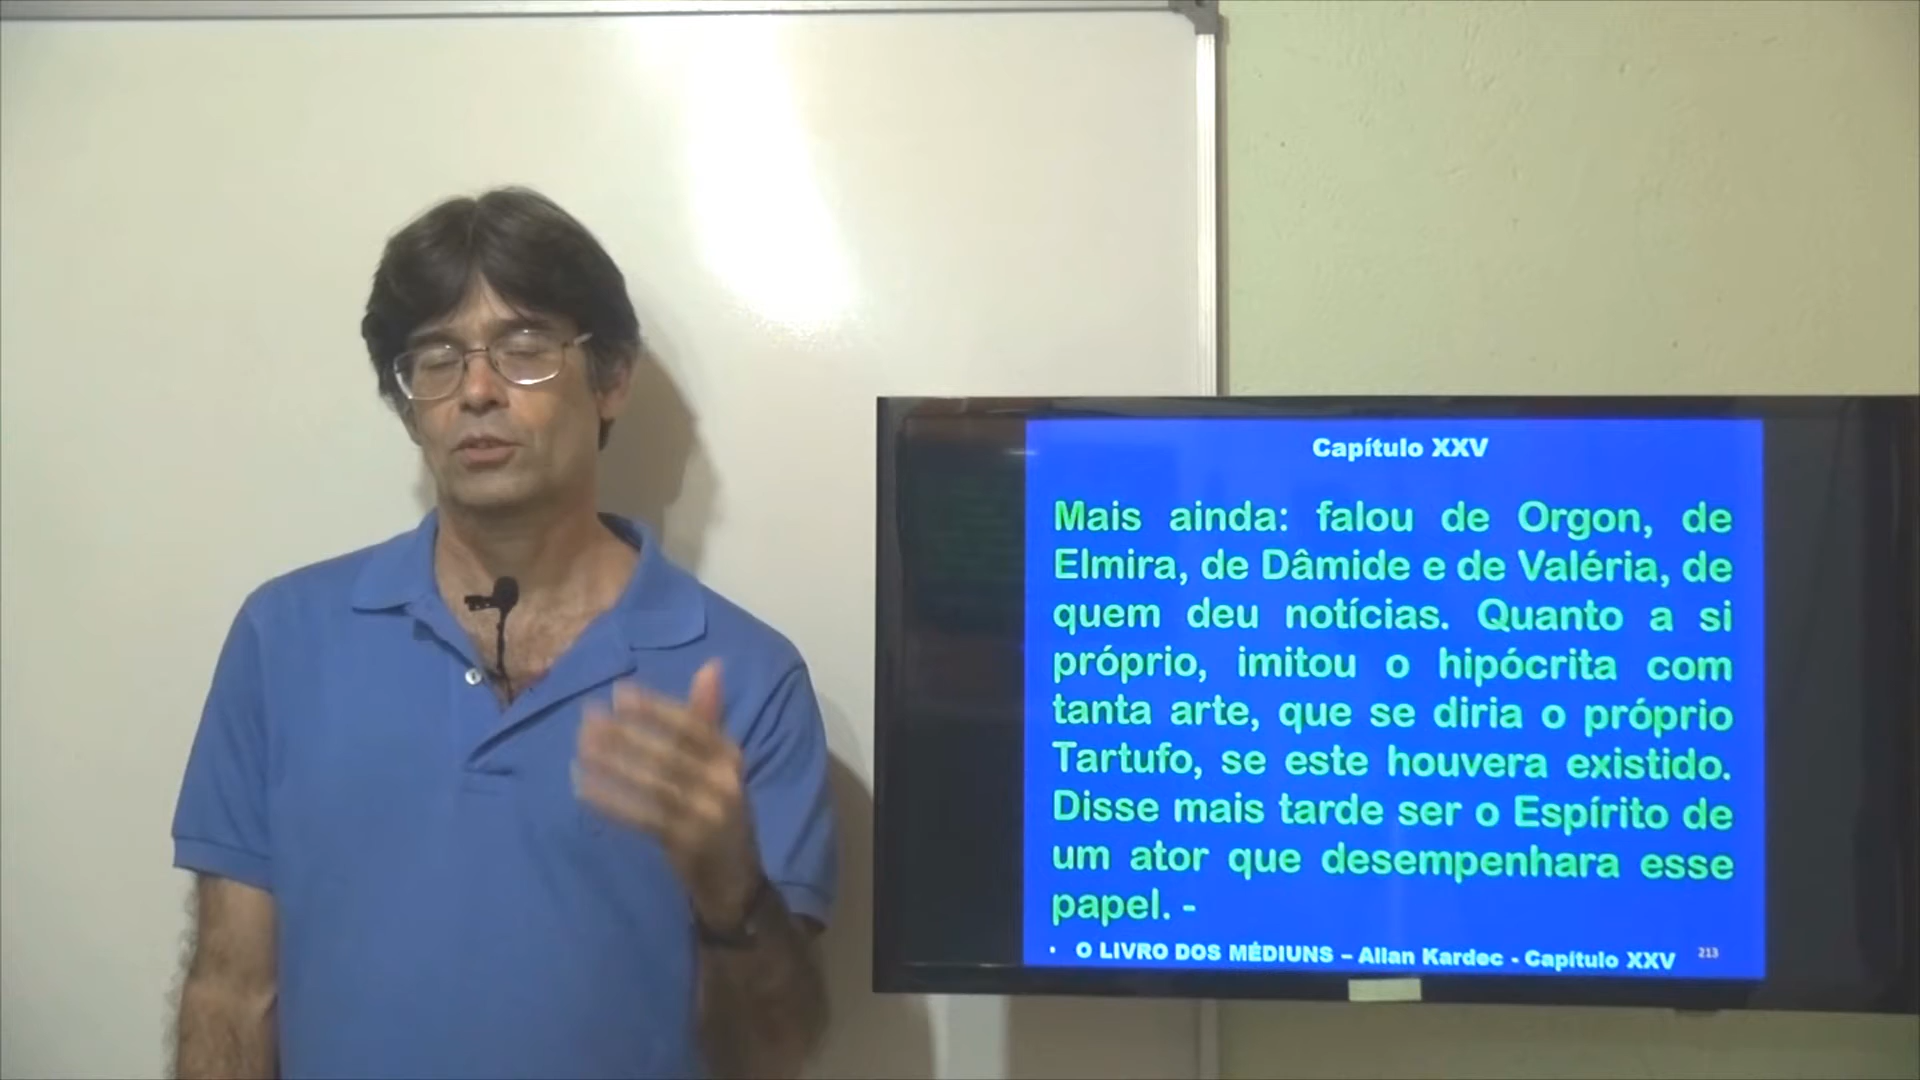 Capítulo XXV
Mais ainda: falou de Orgon, de
Elmira, de Dâmide e de Valéria, de
quem deu notícias. Quanto a si
próprio, imitou o hipócrita com
tanta arte, que se diria o próprio
Tartufo, se este houvera existido.
Disse mais tarde ser o Espírito de
um ator que desempenhara esse
papel. -
• O LIVRO DOS MÉDIUNS – Allan Kardec - Capítulo XXV 213